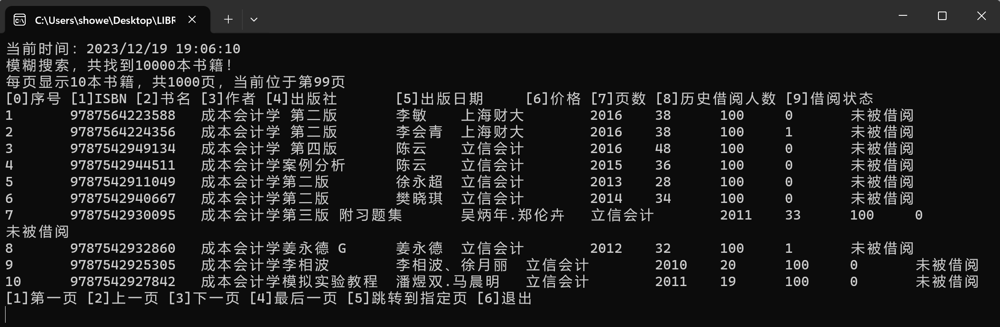 C:\Users\showe\Desktop\LIBR
当前时间：2023/12/19 19:06:10
模糊搜索，共找到10000本书籍！
每页显示10本书籍，共1000页，当前位于第99页
[0]序号 [1]ISBN [2]书名 [3]作者 [4]出版社 [5]出版日期 [6]价格 [7]页数 [8]历史借阅人数 [9]借阅状态
1 9787564223588 成本会计学 第二版 李敏 上海财大 2016 38 100 0 未被借阅
2 9787564224356 成本会计学 第二版 李会青 上海财大 2016 38 100 1 未被借阅
3 9787542949134 成本会计学 第四版 陈云 立信会计 2016 48 100 0 未被借阅
4 9787542944511 成本会计学案例分析 陈云 立信会计 2015 36 100 0 未被借阅
5 9787542911049 成本会计学第二版 徐永超 立信会计 2013 28 100 0 未被借阅
6 9787542940667 成本会计学第二版 樊晓琪 立信会计 2014 34 100 0 未被借阅
7 9787542930095 成本会计学第三版 附习题集 吴炳年.郑伦卉 立信会计 2011 33 100 0
未被借阅
8 9787542932860 成本会计学姜永德 G 姜永德 立信会计 2012 32 100 1 未被借阅
9 9787542925305 成本会计学李相波 李相波、徐月丽 立信会计 2010 20 100 0 未被借阅
10 9787542927842 成本会计学模拟实验教程 潘煜双.马晨明 立信会计 2011 19 100 0 未被借阅
[1]第一页 [2]上一页 [3]下一页 [4]最后一页 [5]跳转到指定页 [6]退出